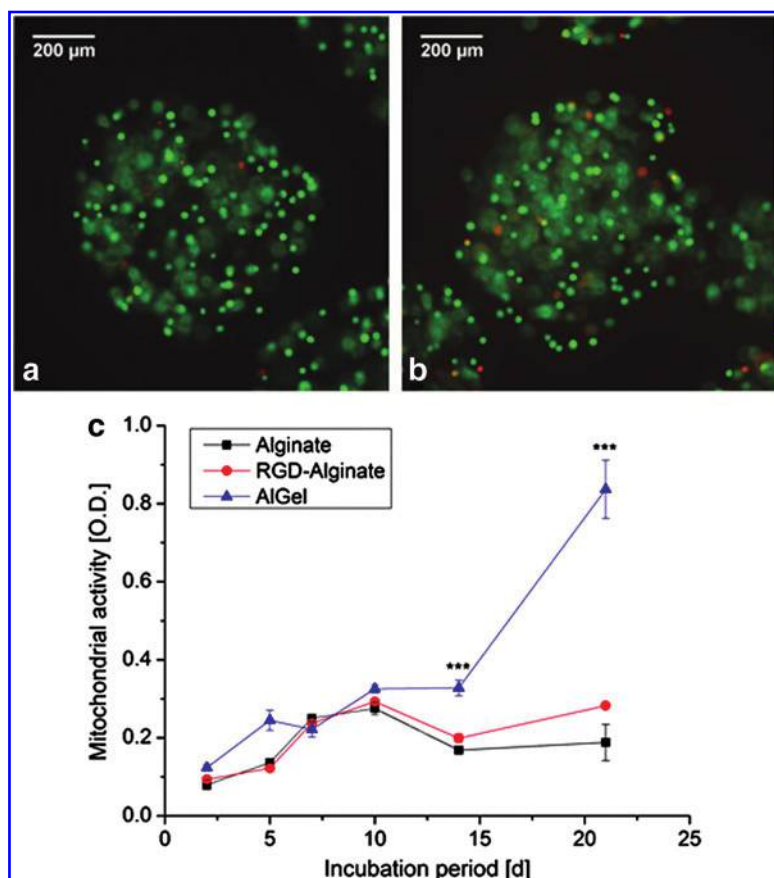 200 µm
200 µm
a
b
c
Alginate
RGD-Alginate
AlGel
***
***
1.0
0.8
0.6
0.4
0.2
0.0
0
5
10
15
20
25
Mitochondrial activity [O.D.]
Incubation period [d]